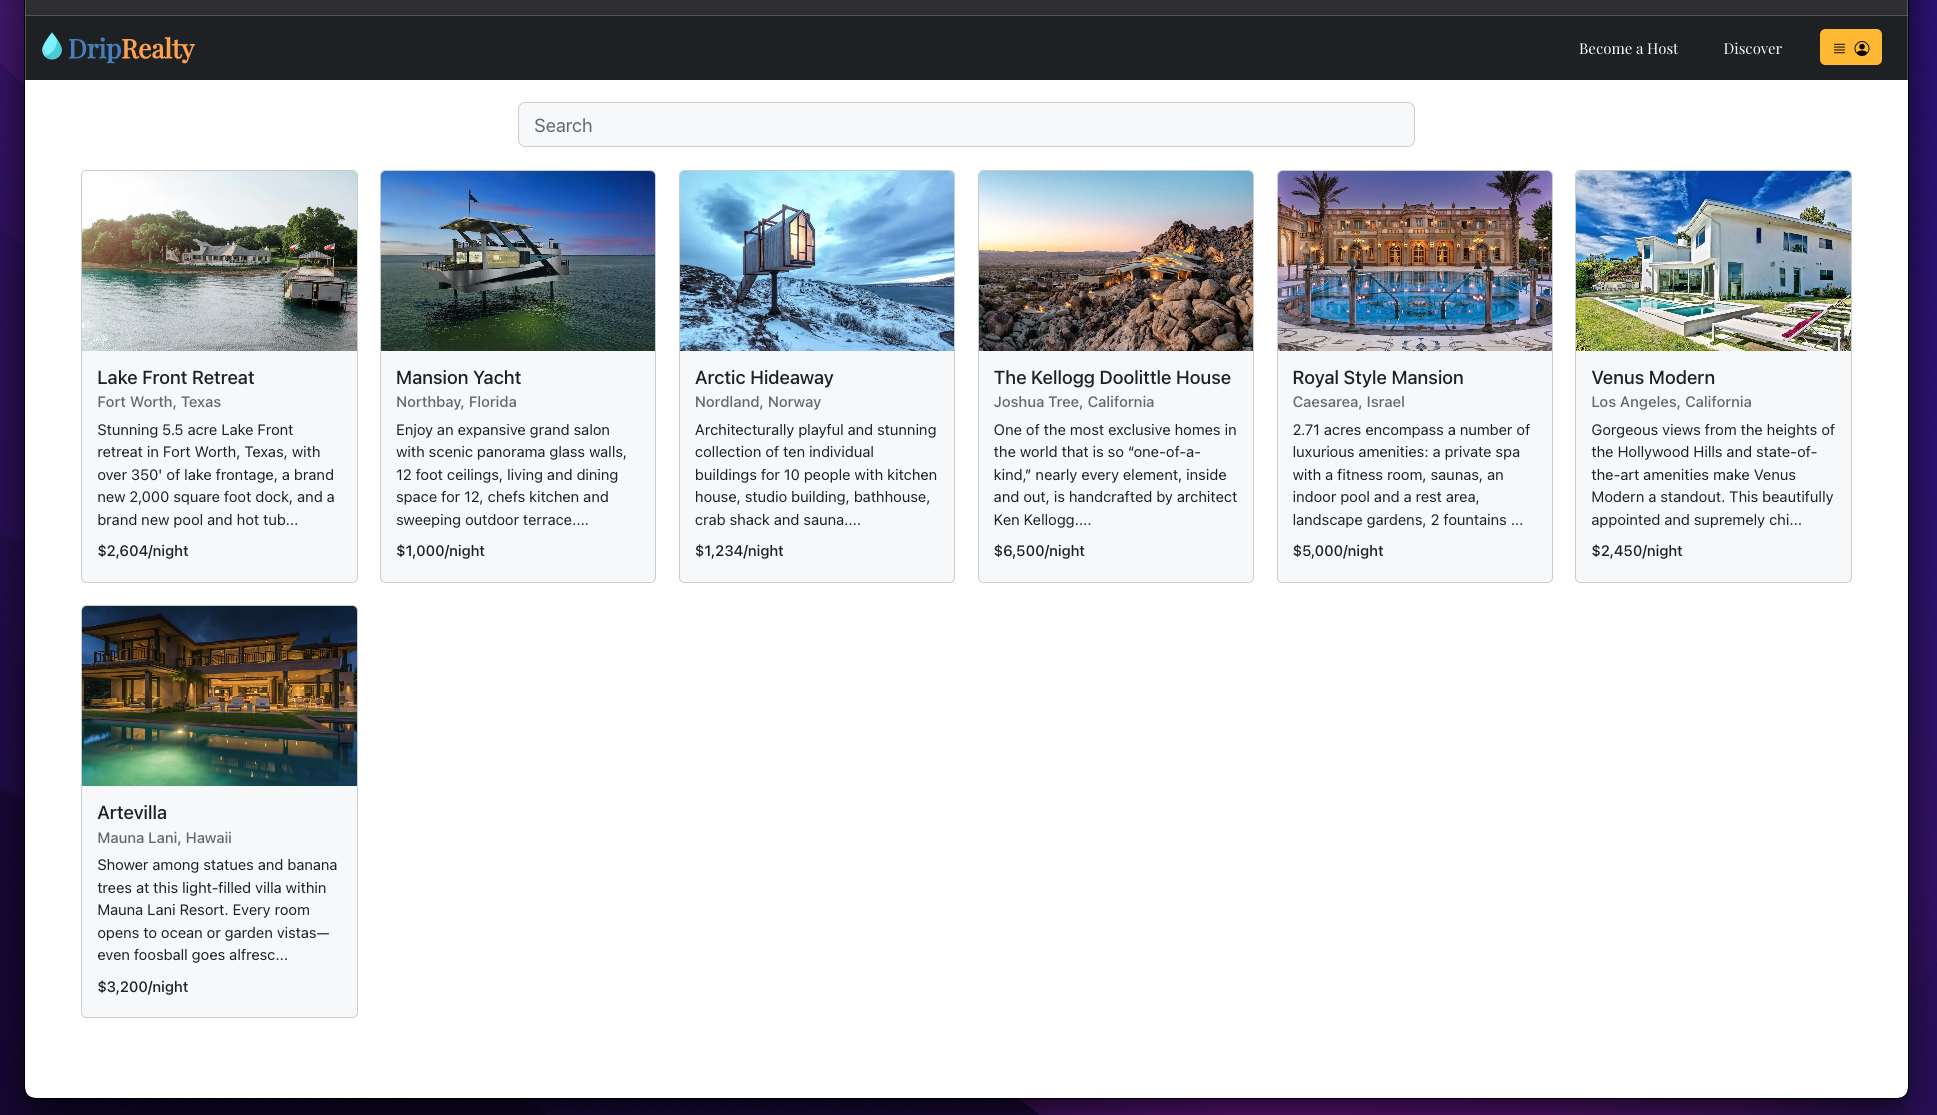 DripRealty
Become a Host
Discover
Search
Lake Front Retreat
Fort Worth, Texas
Stunning 5.5 acre Lake Front
retreat in Fort Worth, Texas, with
over 350' of lake frontage, a brand
new 2,000 square foot dock, and a
brand new pool and hot tub...
$2,604/night
Mansion Yacht
Northbay, Florida
Enjoy an expansive grand salon
with scenic panorama glass walls,
12 foot ceilings, living and dining
space for 12, chefs kitchen and
sweeping outdoor terrace....
$1,000/night
Arctic Hideaway
Nordland, Norway
Architecturally playful and stunning
collection of ten individual
buildings for 10 people with kitchen
house, studio building, bathhouse,
crab shack and sauna....
$1,234/night
The Kellogg Doolittle House
Joshua Tree, California
One of the most exclusive homes in
the world that is so “one-of-a-
kind,” nearly every element, inside
and out, is handcrafted by architect
Ken Kellogg....
$6,500/night
Royal Style Mansion
Caesarea, Israel
2.71 acres encompass a number of
luxurious amenities: a private spa
with a fitness room, saunas, an
indoor pool and a rest area,
landscape gardens, 2 fountains ...
$5,000/night
Venus Modern
Los Angeles, California
Gorgeous views from the heights of
the Hollywood Hills and state-of-
the-art amenities make Venus
Modern a standout. This beautifully
appointed and supremely chi...
$2,450/night
Artevilla
Mauna Lani, Hawaii
Shower among statues and banana
trees at this light-filled villa within
Mauna Lani Resort. Every room
opens to ocean or garden vistas—
even foosball goes alfresc...
$3,200/night